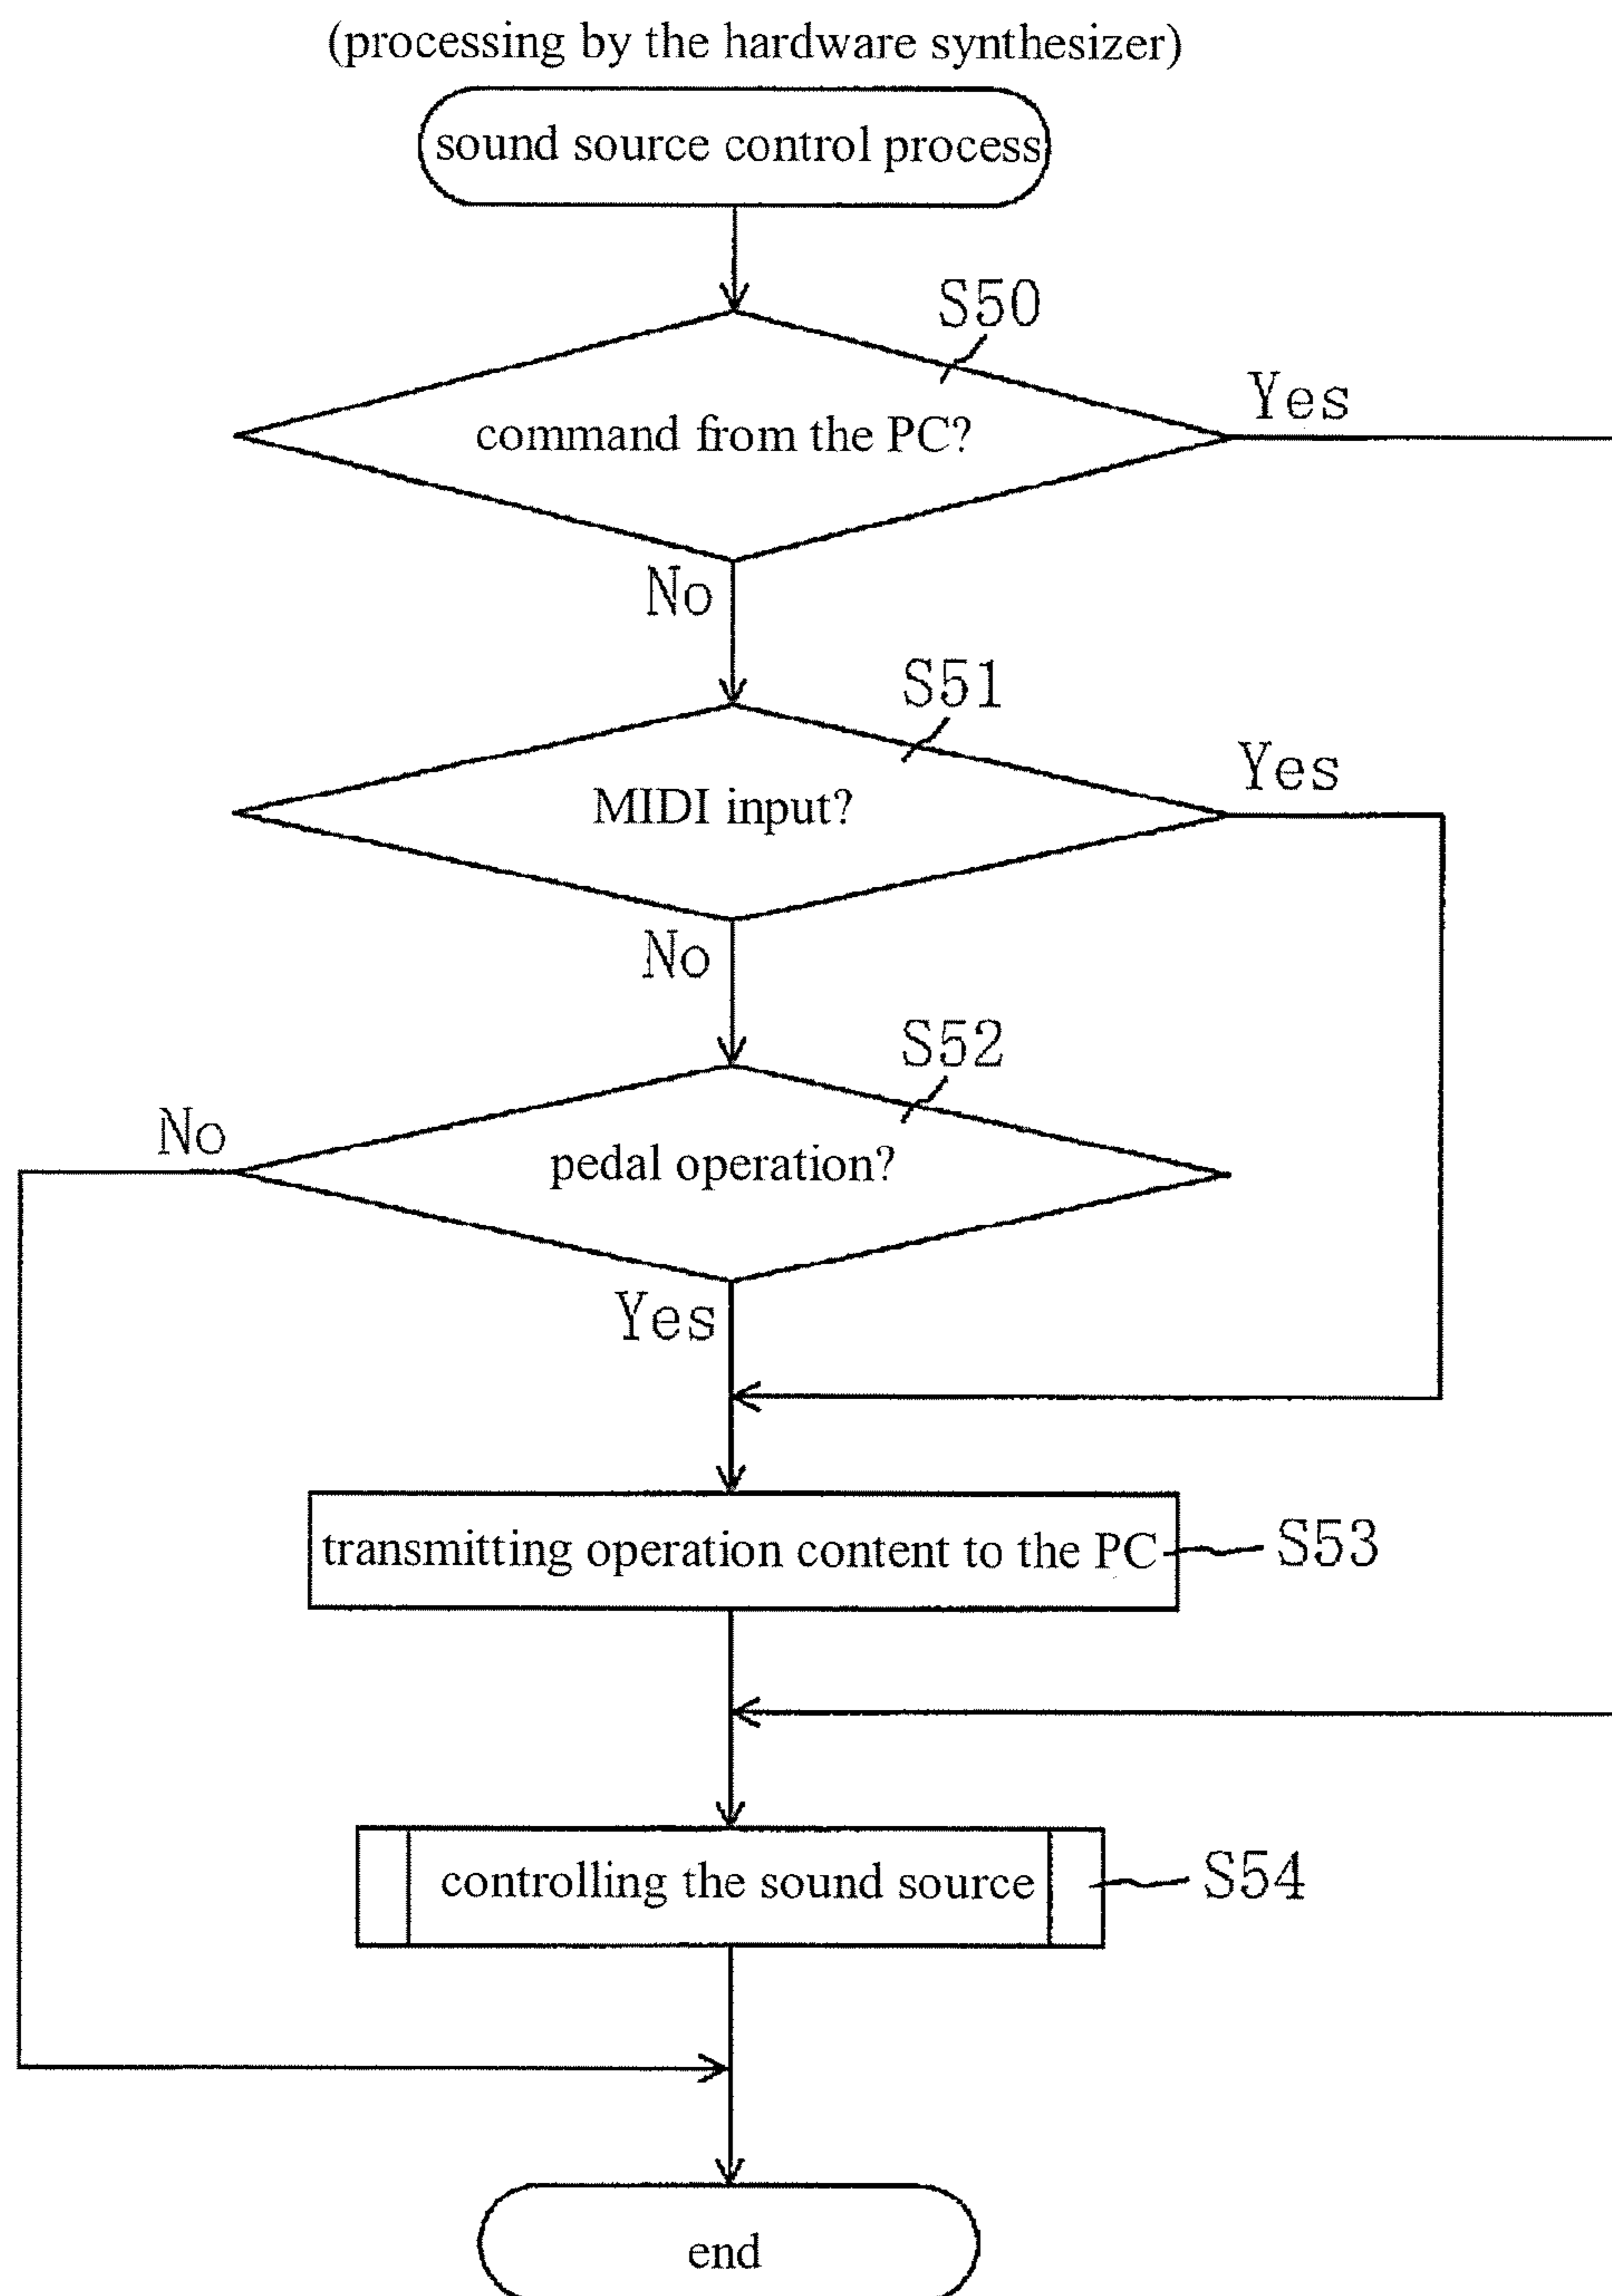 (processing by the hardware synthesizer)
sound source control process
S50
command from the PC?
Yes
No
S51
MIDI input?
Yes
No
S52
No
pedal operation?
Yes
transmitting operation content to the PC
S53
controlling the sound source
S54
end